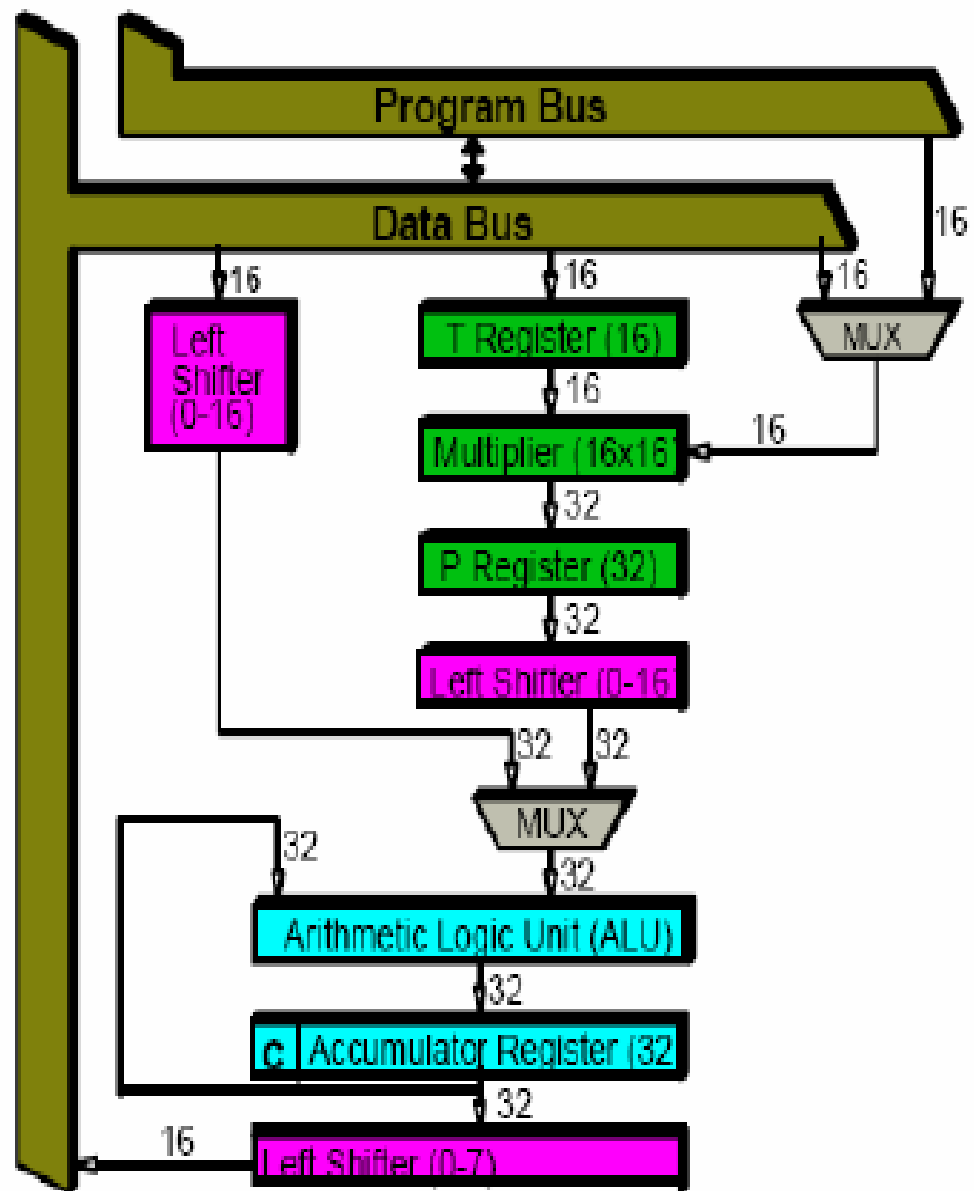 Program Bus
Data Bus
16
16
16
16
16
Left
Shifter
(0-16)
T Register (16)
MUX
16
16
Multiplier (16x16
32
P Register (32)
32
Left Shifter (0-16
32
32
MUX
32
32
Arithmetic Logic Unit (ALU)
32
C
Accumulator Register (32
32
16
Left Shifter (0-7)